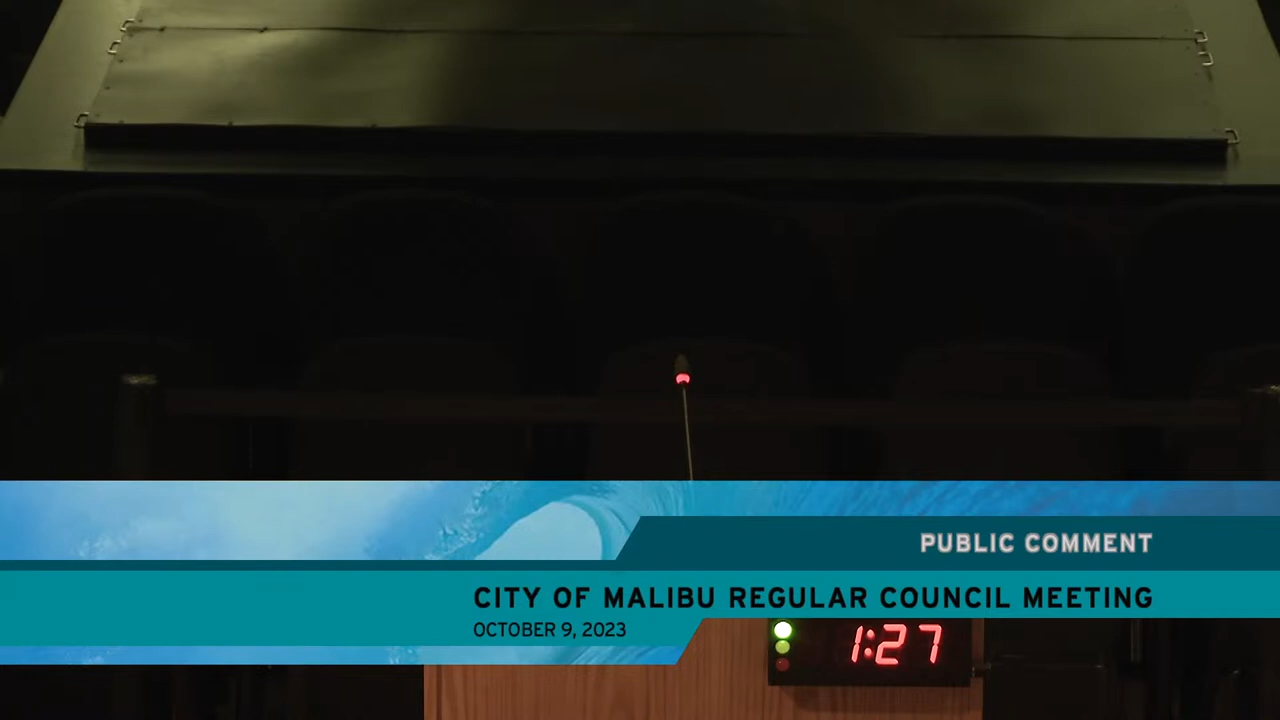 PUBLIC COMMENT
CITY OF MALIBU REGULAR COUNCIL MEETING
OCTOBER 9, 2023
1:27